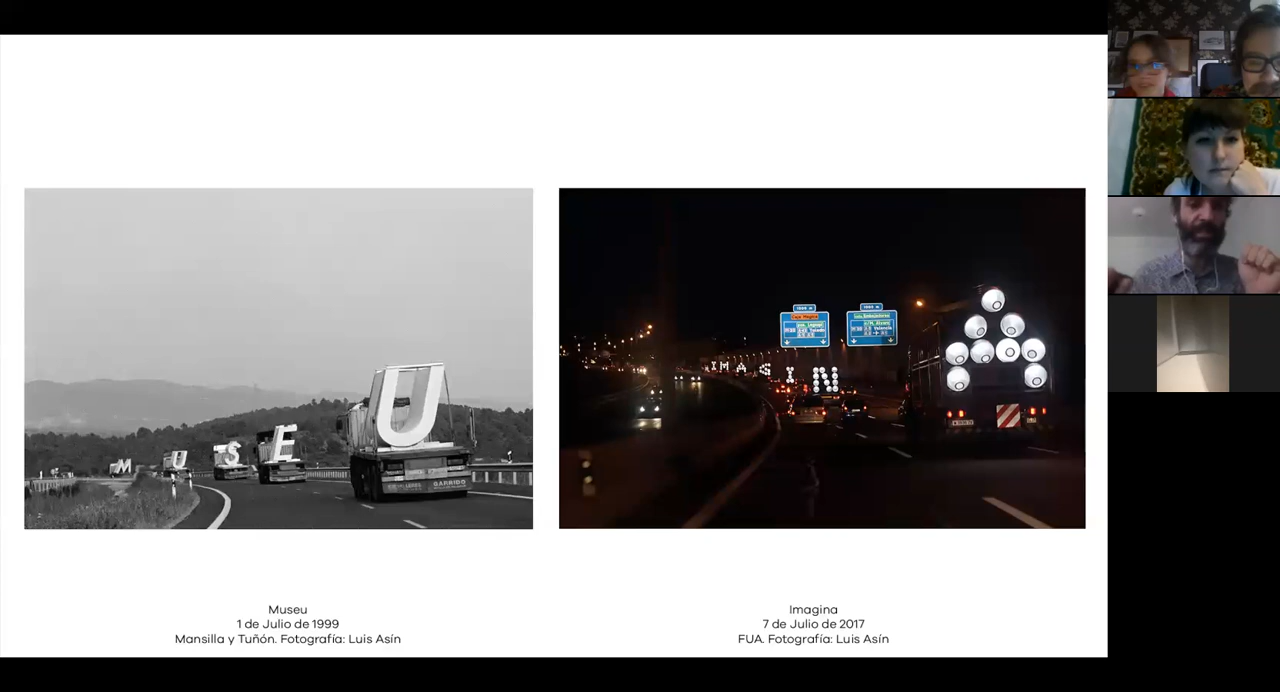 M U S E U
GARRIDO
IMAGIN
A
Museu
1 de Julio de 1999
Mansilla y Tuñón. Fotografía: Luis Asín
Imagina
7 de Julio de 2017
FUA. Fotografía: Luis Asín